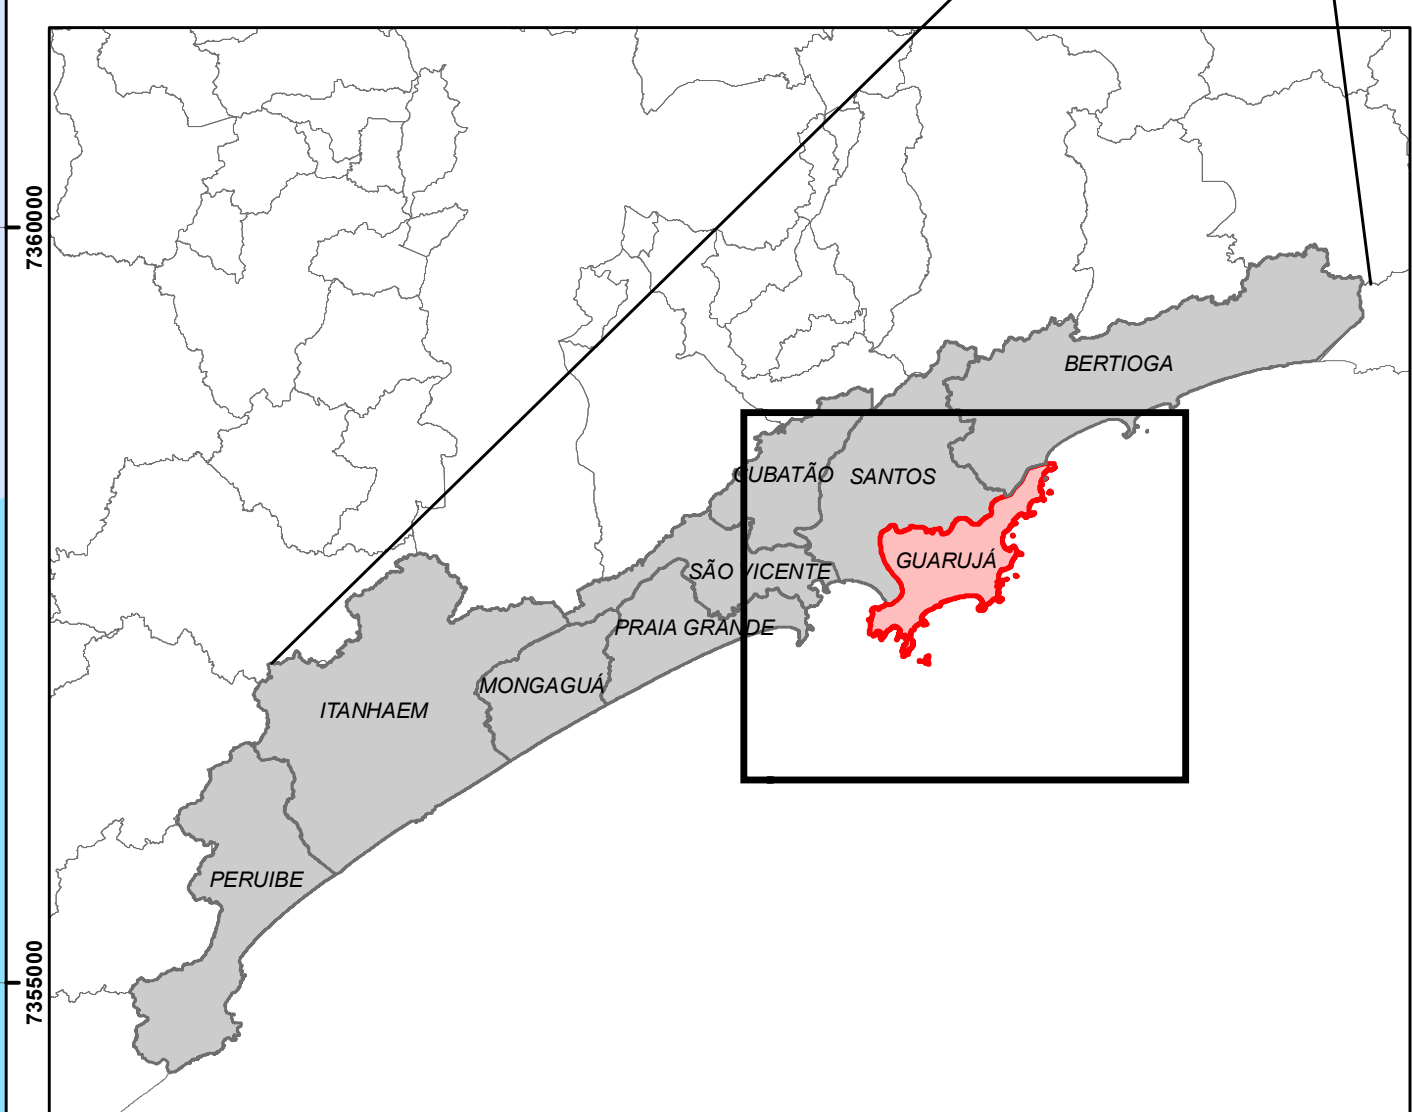 7360000
BERTIOGA
CUBATÃO
SANTOS
GUARUJÁ
SÃO VICENTE
PRAIA GRANDE
MONGAGUÁ
ITANHAEM
PERUIBE
7355000